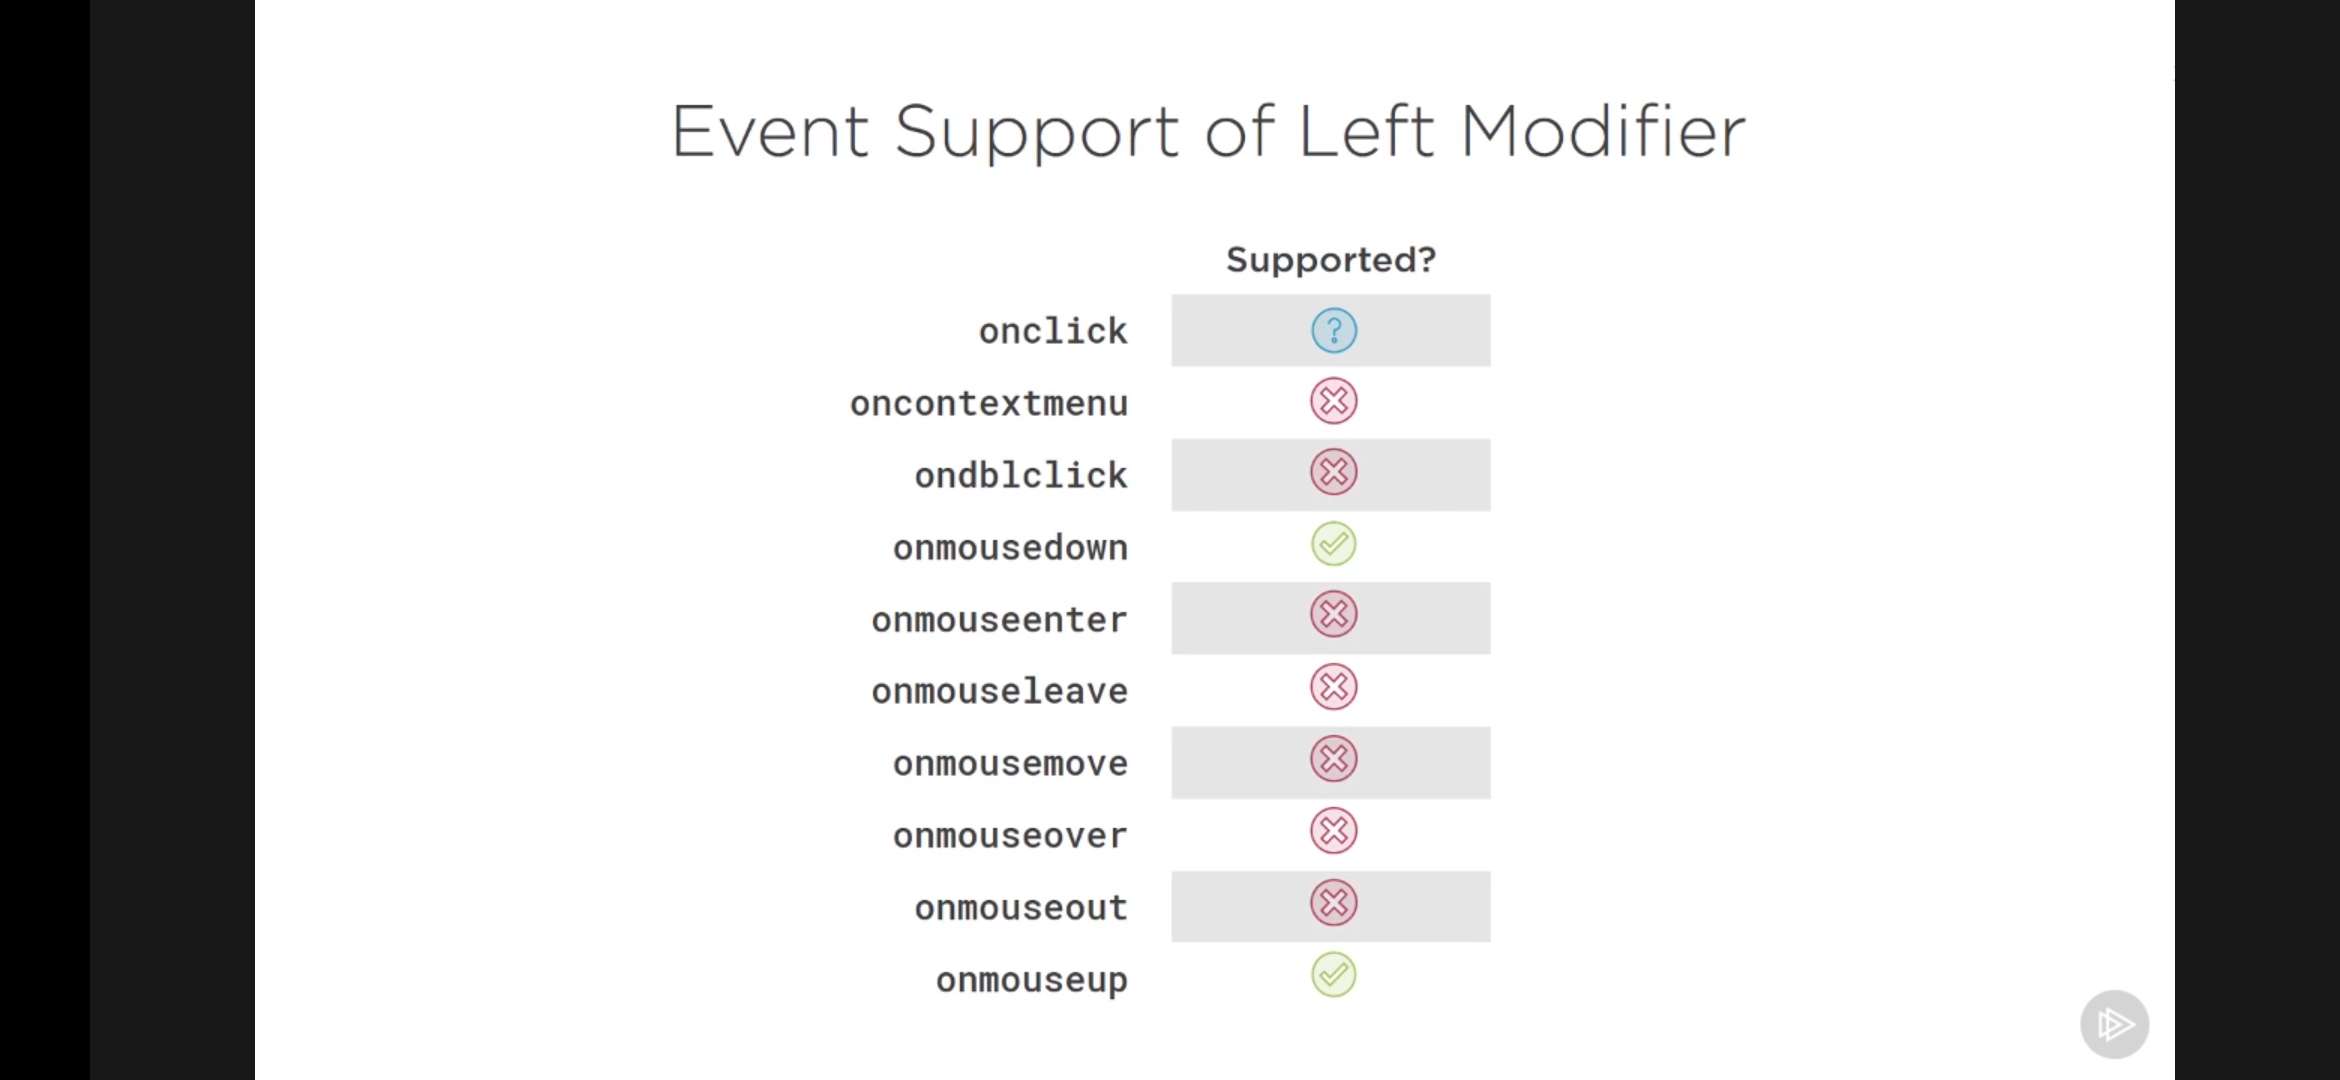 Event Support of Left Modifier
Supported?
onclick
oncontextmenu
ondblclick
onmousedown
onmouseenter
onmouseleave
onmousemove
onmouseover
onmouseout
onmouseup